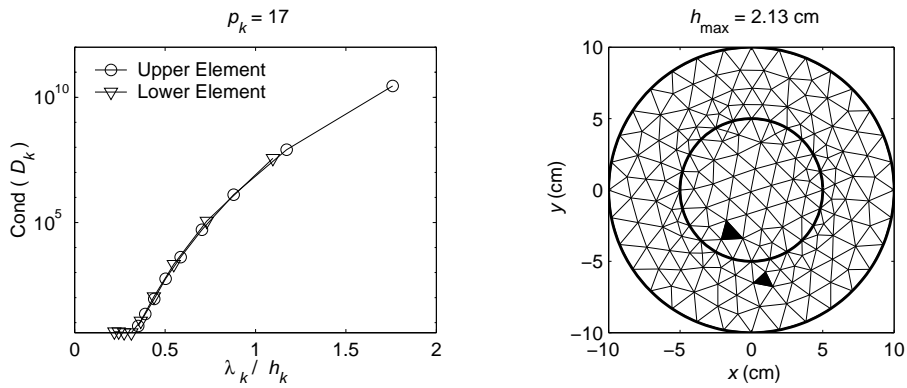 p_k = 17
Cond ( D_k )
10^10
10^5
Upper Element
Lower Element
0 0.5 1 1.5 2
λ_k / h_k
h_max = 2.13 cm
y (cm)
10
5
0
−5
−10
−10 −5 0 5 10
x (cm)